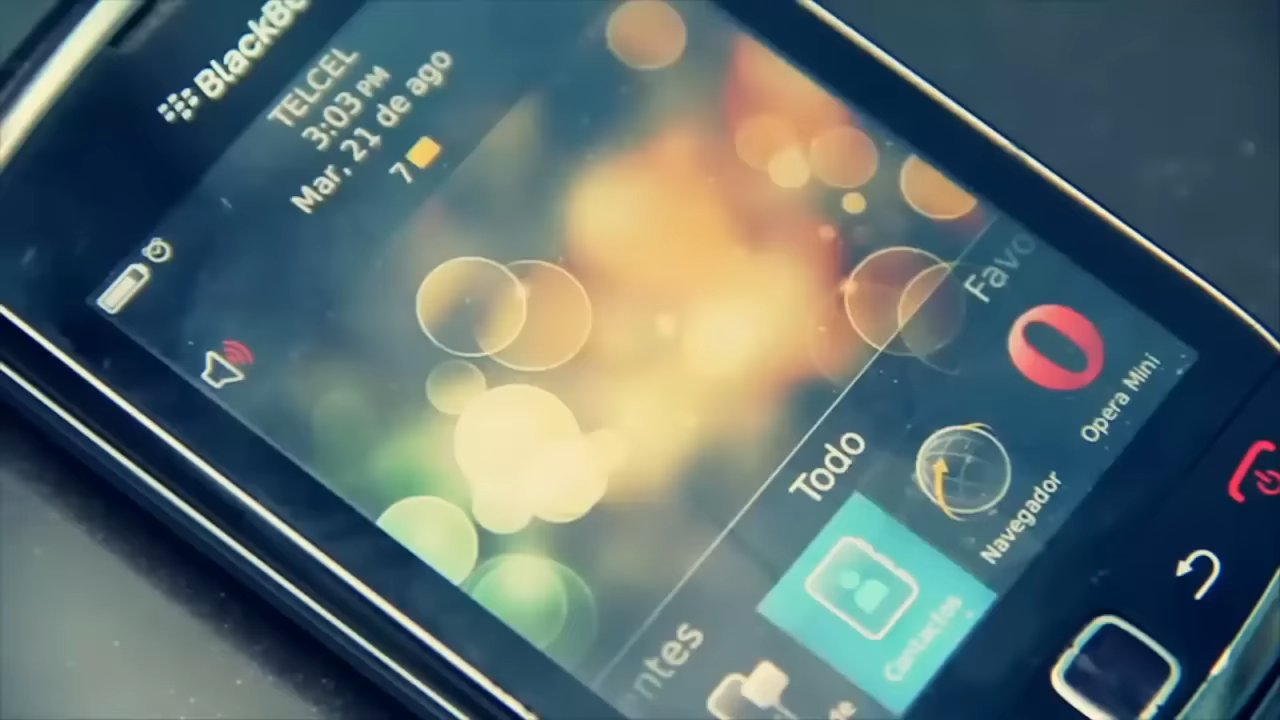 BlackBe
TELCEL
3:03 PM
Mar, 21 de ago
7
Favo
Todo
ntes
Opera Mini
Navegador
Contactos